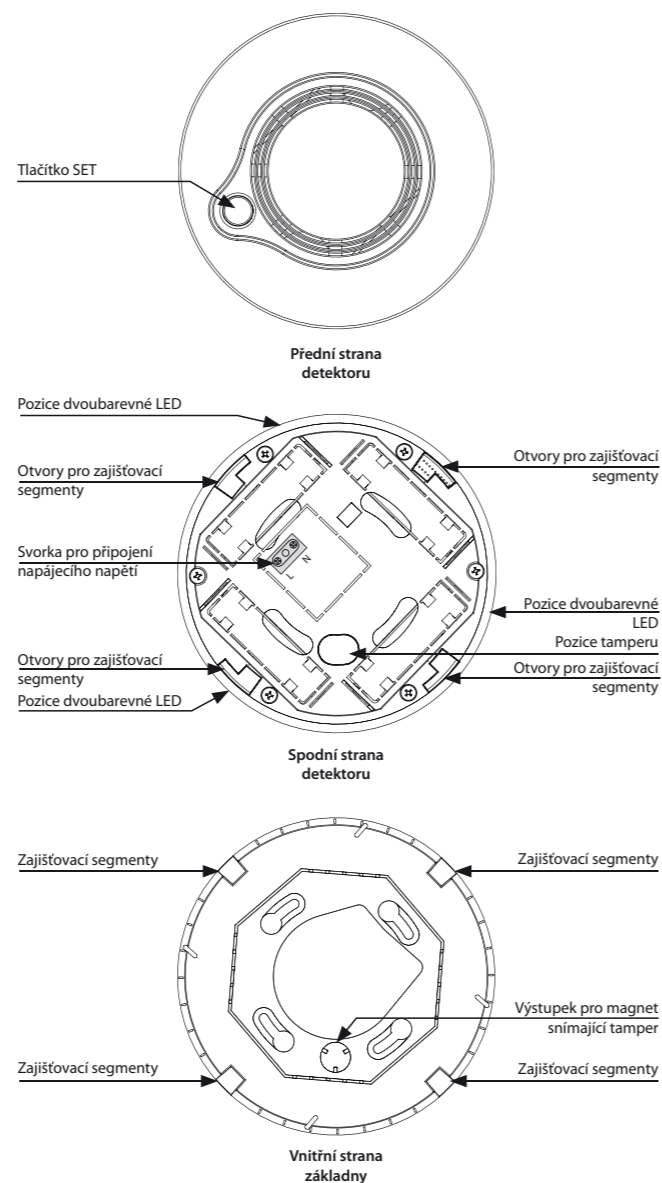 Tlačítko SET
Přední strana
detektoru
Pozice dvoubarevné LED
Otvory pro zajišťovací
segmenty
Otvory pro zajišťovací
segmenty
Svorka pro připojení
napájecího napětí
L
N
Pozice dvoubarevné
LED
Pozice tamperu
Otvory pro zajišťovací
segmenty
Otvory pro zajišťovací
segmenty
Pozice dvoubarevné LED
Spodní strana
detektoru
Zajišťovací segmenty
Zajišťovací segmenty
Výstupek pro magnet
snímající tamper
Zajišťovací segmenty
Zajišťovací segmenty
Vnitřní strana
základny